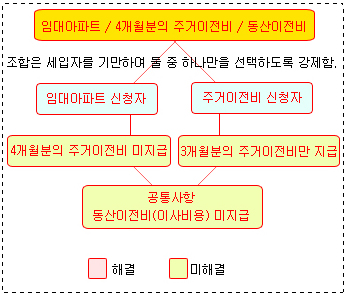 임대아파트 / 4개월분의 주거이전비 / 동산이전비
조합은 세입자를 기만하며 둘 중 하나만을 선택하도록 강제함.
임대아파트 신청자
주거이전비 신청자
4개월분의 주거이전비 미지급
3개월분의 주거이전비만 지급
공통사항
동산이전비(이사비용) 미지급
해결
미해결